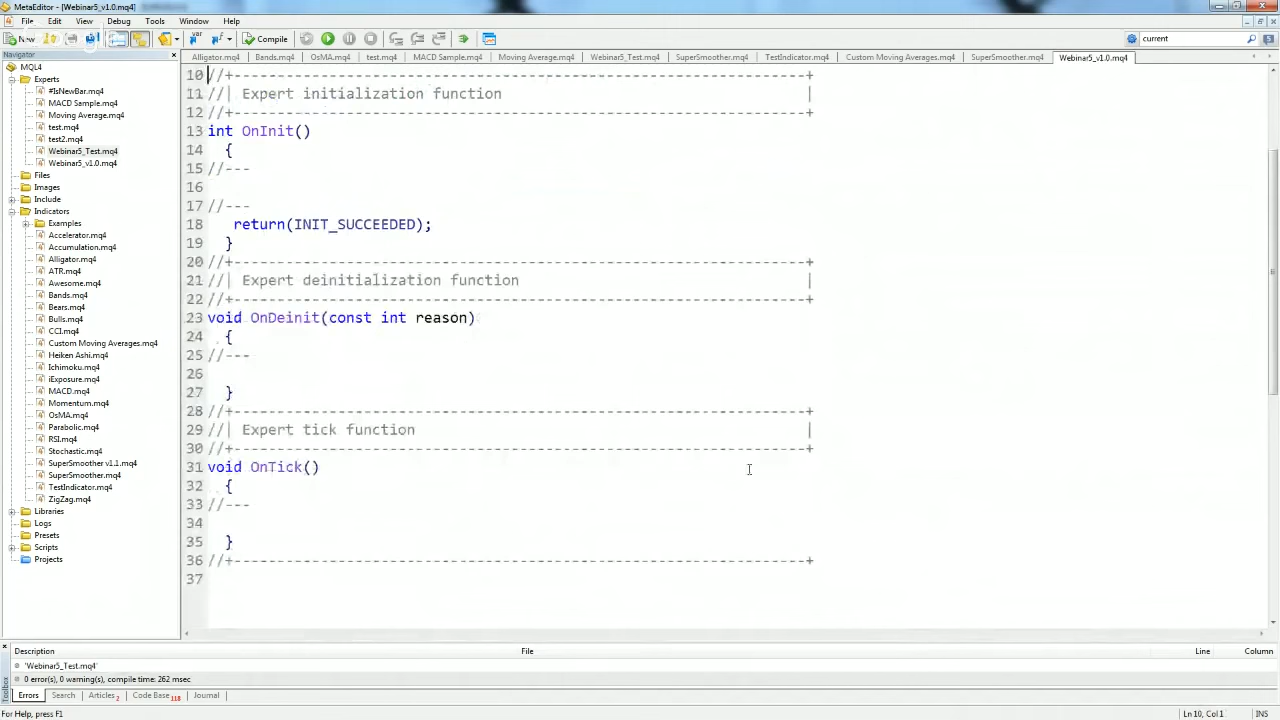 MetaEditor - [Webinar5_v1.0.mq4]
File Edit View Debug Tools Window Help
New Compile current
Navigator
Alligator.mq4 Bands.mq4 OsMA.mq4 test.mq4 MACD Sample.mq4 Moving Average.mq4 Webinar5_Test.mq4 SuperSmoother.mq4 TestIndicator.mq4 Custom Moving Averages.mq4 SuperSmoother.mq4 Webinar5_v1.0.mq4
MQL4
Experts
#IsNewBar.mq4
MACD Sample.mq4
Moving Average.mq4
test.mq4
test2.mq4
Webinar5_Test.mq4
Webinar5_v1.0.mq4
Files
Images
Include
Indicators
Examples
Accelerator.mq4
Accumulation.mq4
Alligator.mq4
ATR.mq4
Awesome.mq4
Bands.mq4
Bears.mq4
Bulls.mq4
CCI.mq4
Custom Moving Averages.mq4
Heiken Ashi.mq4
Ichimoku.mq4
iExposure.mq4
MACD.mq4
Momentum.mq4
OsMA.mq4
Parabolic.mq4
RSI.mq4
Stochastic.mq4
SuperSmoother v1.1.mq4
SuperSmoother.mq4
TestIndicator.mq4
ZigZag.mq4
Libraries
Logs
Presets
Scripts
Projects
10 //+------------------------------------------------------------------+
11 //| Expert initialization function |
12 //+------------------------------------------------------------------+
13 int OnInit()
14 {
15 //---
16
17 //---
18 return(INIT_SUCCEEDED);
19 }
20 //+------------------------------------------------------------------+
21 //| Expert deinitialization function |
22 //+------------------------------------------------------------------+
23 void OnDeinit(const int reason)
24 {
25 //---
26
27 }
28 //+------------------------------------------------------------------+
29 //| Expert tick function |
30 //+------------------------------------------------------------------+
31 void OnTick()
32 {
33 //---
34
35 }
36 //+------------------------------------------------------------------+
37
Description File Line Column
'Webinar5_Test.mq4'
0 error(s), 0 warning(s), compile time: 262 msec
Toolbox
Errors Search Articles 2 Code Base 118 Journal
For Help, press F1 Ln 10, Col 1 INS